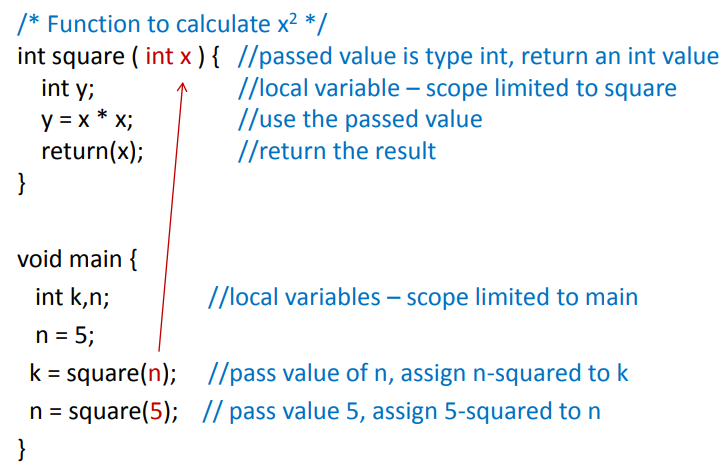 /* Function to calculate x² */
int square ( int x ) { //passed value is type int, return an int value
int y; //local variable – scope limited to square
y = x * x; //use the passed value
return(x); //return the result
}
void main {
int k,n; //local variables – scope limited to main
n = 5;
k = square(n); //pass value of n, assign n-squared to k
n = square(5); // pass value 5, assign 5-squared to n
}